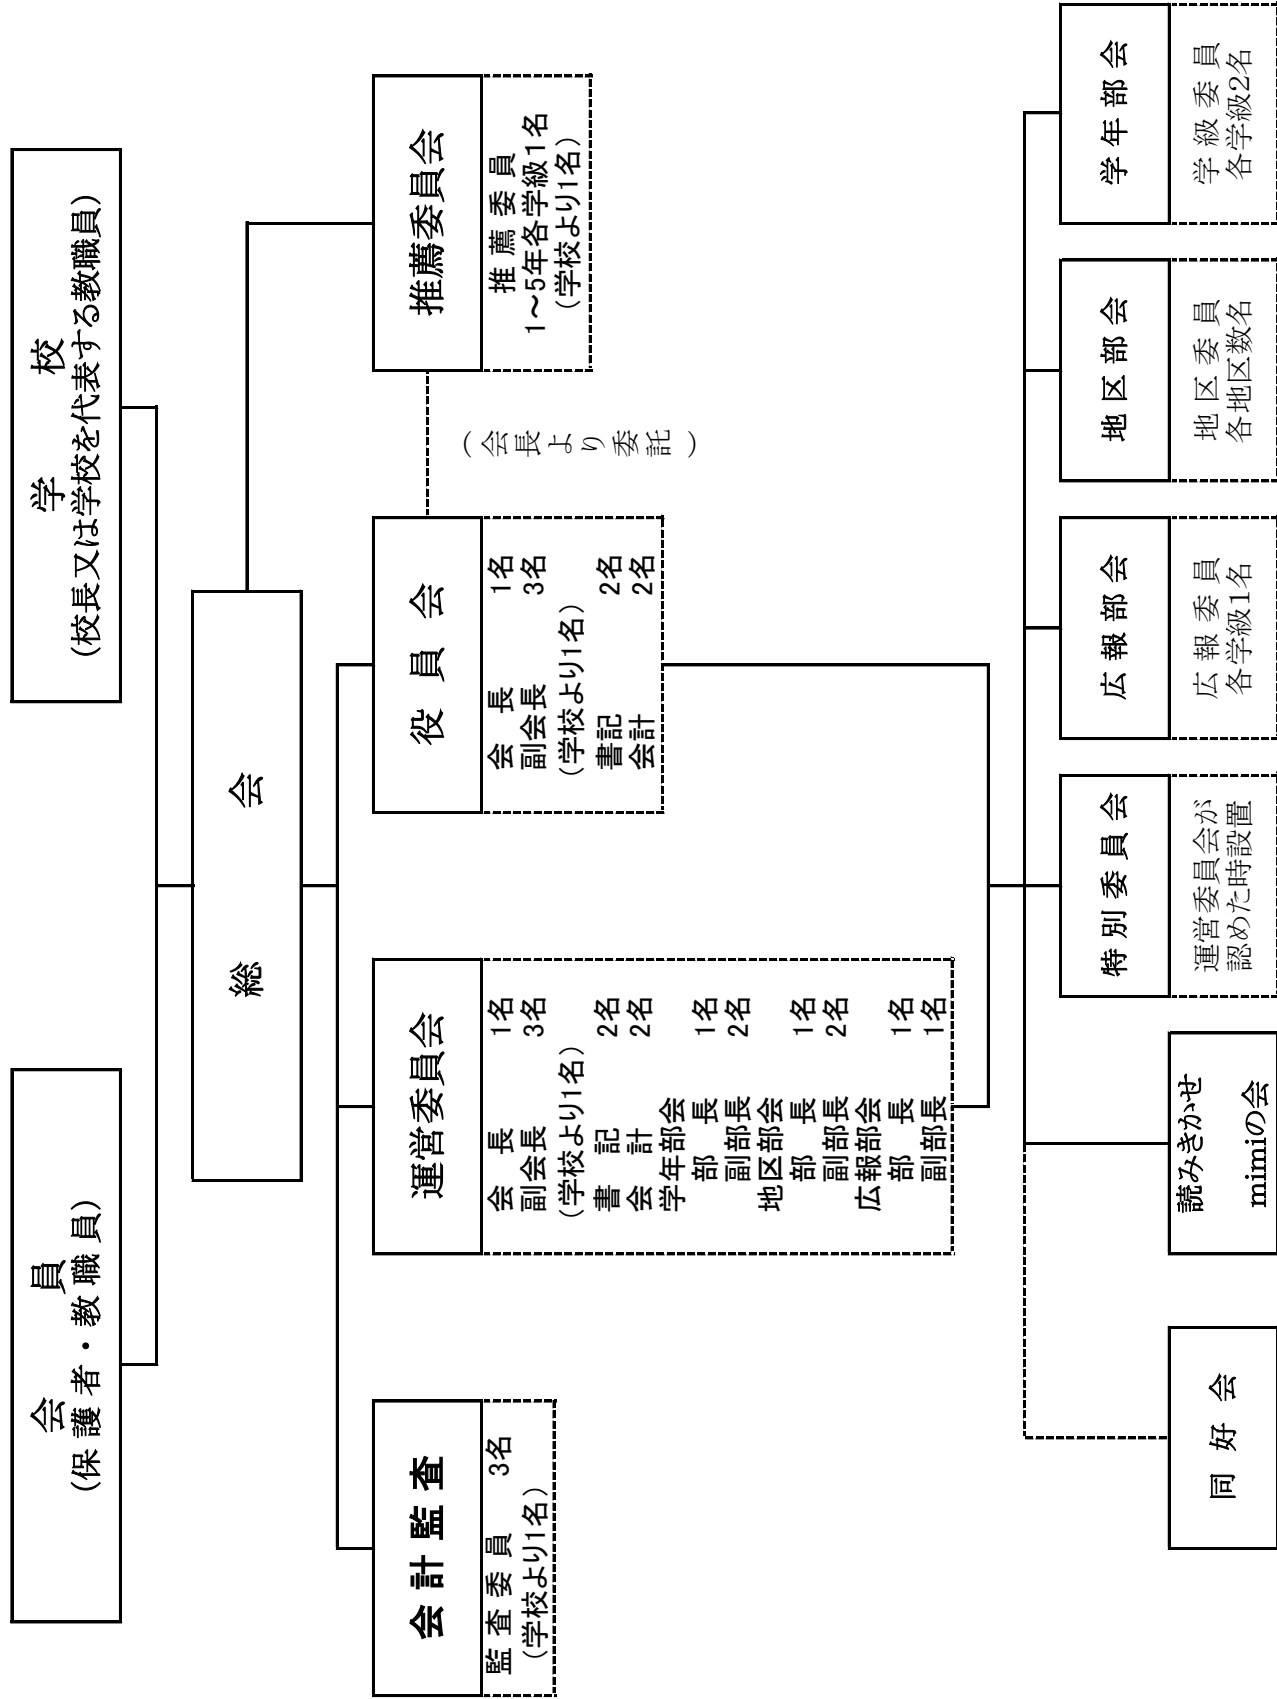 会　員
(保護者・教職員)
学　校
(校長又は学校を代表する教職員)
総　会
会計監査
監査委員　3名
(学校より1名)
運営委員会
会　長　1名
副会長　3名
(学校より1名)
書　記　2名
会　計　2名
学年部会
部　長　1名
副部長　2名
地区部会
部　長　1名
副部長　2名
広報部会
部　長　1名
副部長　1名
役員会
会　長　1名
副会長　3名
(学校より1名)
書記　2名
会計　2名
(会長より委託)
推薦委員会
推薦委員
1～5年各学級1名
(学校より1名)
同好会
読みきかせ
mimiの会
特別委員会
運営委員会が
認めた時設置
広報部会
広報委員
各学級1名
地区部会
地区委員
各地区数名
学年部会
学級委員
各学級2名